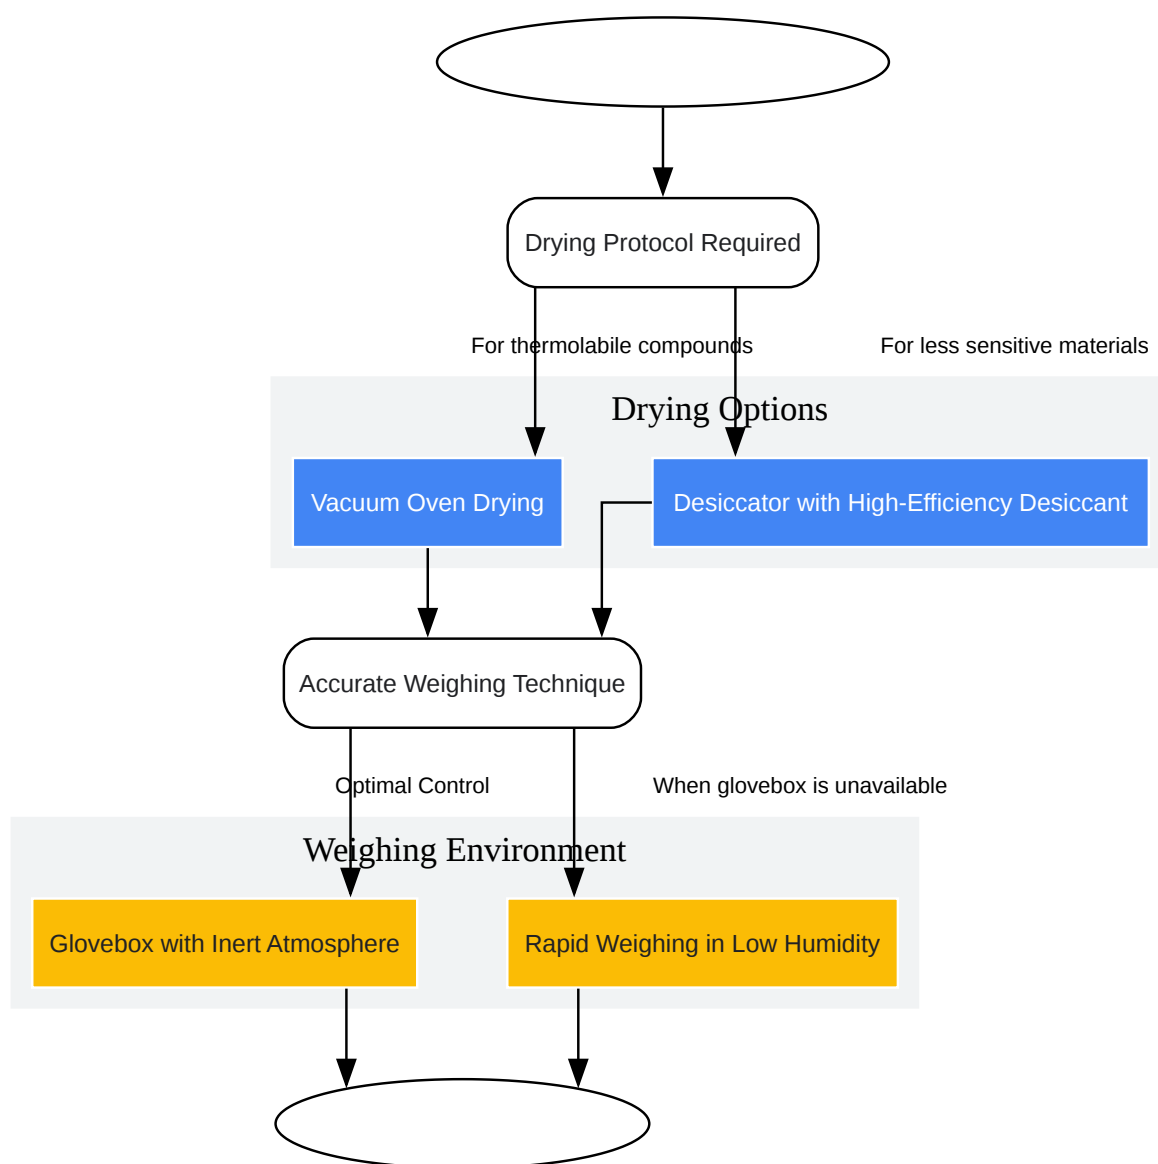 Drying Protocol Required
For thermolabile compounds
For less sensitive materials
Drying Options
Vacuum Oven Drying
Desiccator with High-Efficiency Desiccant
Accurate Weighing Technique
Optimal Control
When glovebox is unavailable
Weighing Environment
Glovebox with Inert Atmosphere
Rapid Weighing in Low Humidity